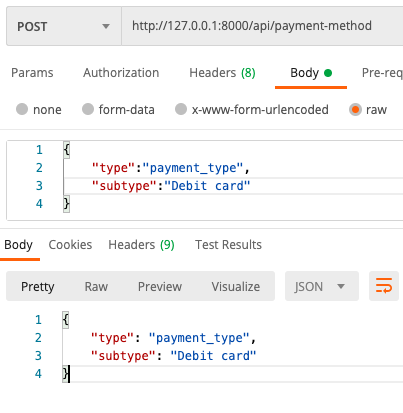 POST http://127.0.0.1:8000/api/payment-method
Params Authorization Headers (8) Body Pre-req
none form-data x-www-form-urlencoded raw
1 {
2 "type":"payment_type",
3 "subtype":"Debit card"
4 }
Body Cookies Headers (9) Test Results
Pretty Raw Preview Visualize JSON
1 {
2 "type": "payment_type",
3 "subtype": "Debit card"
4 }